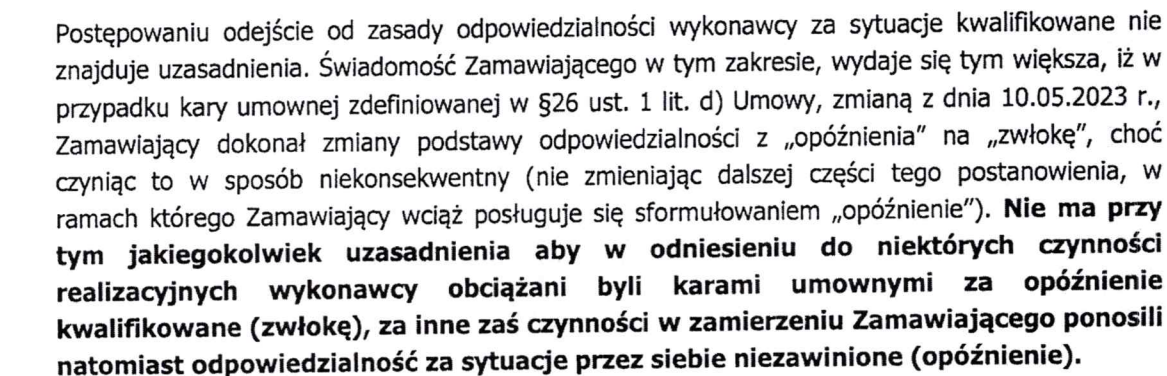 Postępowaniu odejście od zasady odpowiedzialności wykonawcy za sytuacje kwalifikowane nie
znajduje uzasadnienia. Świadomość Zamawiającego w tym zakresie, wydaje się tym większa, iż w
przypadku kary umownej zdefiniowanej w §26 ust. 1 lit. d) Umowy, zmianą z dnia 10.05.2023 r.,
Zamawiający dokonał zmiany podstawy odpowiedzialności z „opóźnienia" na „zwłokę", choć
czyniąc to w sposób niekonsekwentny (nie zmieniając dalszej części tego postanowienia, w
ramach którego Zamawiający wciąż posługuje się sformułowaniem „opóźnienie"). Nie ma przy
tym jakiegokolwiek uzasadnienia aby w odniesieniu do niektórych czynności
realizacyjnych wykonawcy obciążani byli karami umownymi za opóźnienie
kwalifikowane (zwłokę), za inne zaś czynności w zamierzeniu Zamawiającego ponosili
natomiast odpowiedzialność za sytuacje przez siebie niezawinione (opóźnienie).